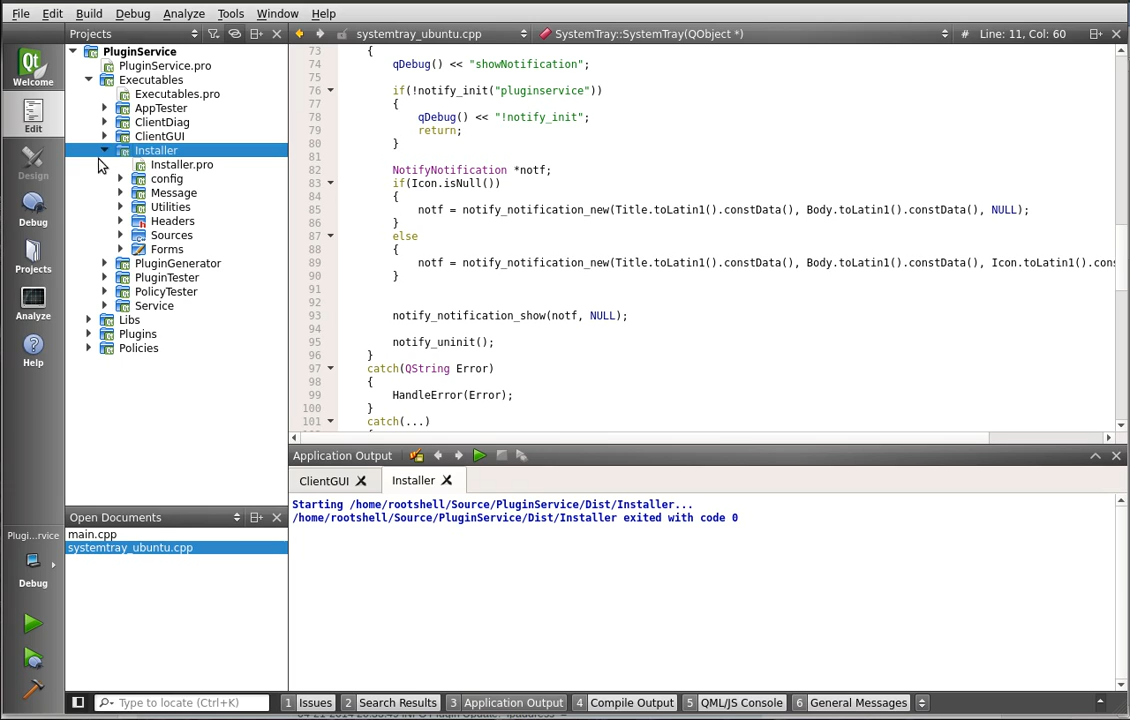 File Edit Build Debug Analyze Tools Window Help
Projects systemtray_ubuntu.cpp SystemTray::SystemTray(QObject *) # Line: 11, Col: 60
Qt
Welcome
Edit
Design
Debug
Projects
Analyze
Help
PluginService
PluginService.pro
Executables
Executables.pro
AppTester
ClientDiag
ClientGUI
Installer
Installer.pro
config
Message
Utilities
Headers
Sources
Forms
PluginGenerator
PluginTester
PolicyTester
Service
Libs
Plugins
Policies
73 {
74 qDebug() << "showNotification";
75
76 if(!notify_init("pluginservice"))
77 {
78 qDebug() << "!notify_init";
79 return;
80 }
81
82 NotifyNotification *notf;
83 if(Icon.isNull())
84 {
85 notf = notify_notification_new(Title.toLatin1().constData(), Body.toLatin1().constData(), NULL);
86 }
87 else
88 {
89 notf = notify_notification_new(Title.toLatin1().constData(), Body.toLatin1().constData(), Icon.toLatin1().cons
90 }
91
92
93 notify_notification_show(notf, NULL);
94
95 notify_uninit();
96 }
97 catch(QString Error)
98 {
99 HandleError(Error);
100 }
101 catch(...)
Application Output
ClientGUI Installer
Starting /home/rootshell/Source/PluginService/Dist/Installer...
/home/rootshell/Source/PluginService/Dist/Installer exited with code 0
Open Documents
main.cpp
systemtray_ubuntu.cpp
Plugi...rvice
Debug
Type to locate (Ctrl+K) 1 Issues 2 Search Results 3 Application Output 4 Compile Output 5 QML/JS Console 6 General Messages